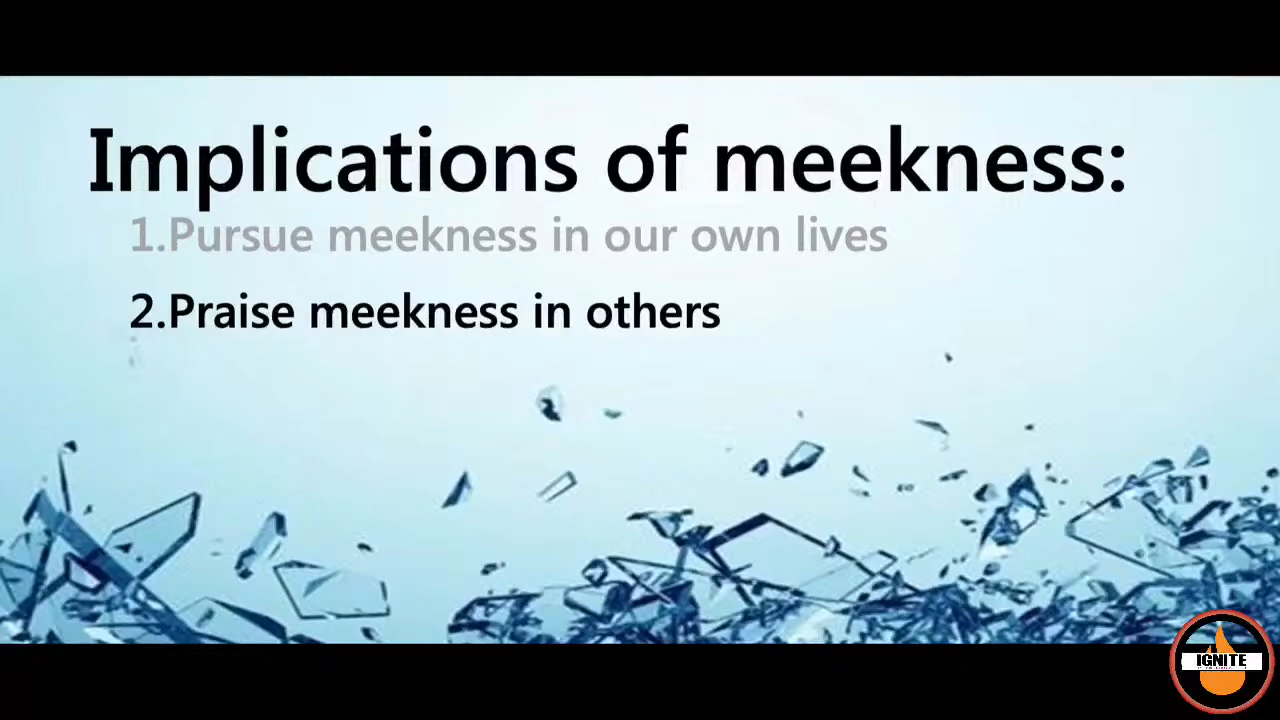 Implications of meekness:
1.Pursue meekness in our own lives
2.Praise meekness in others
IGNITE